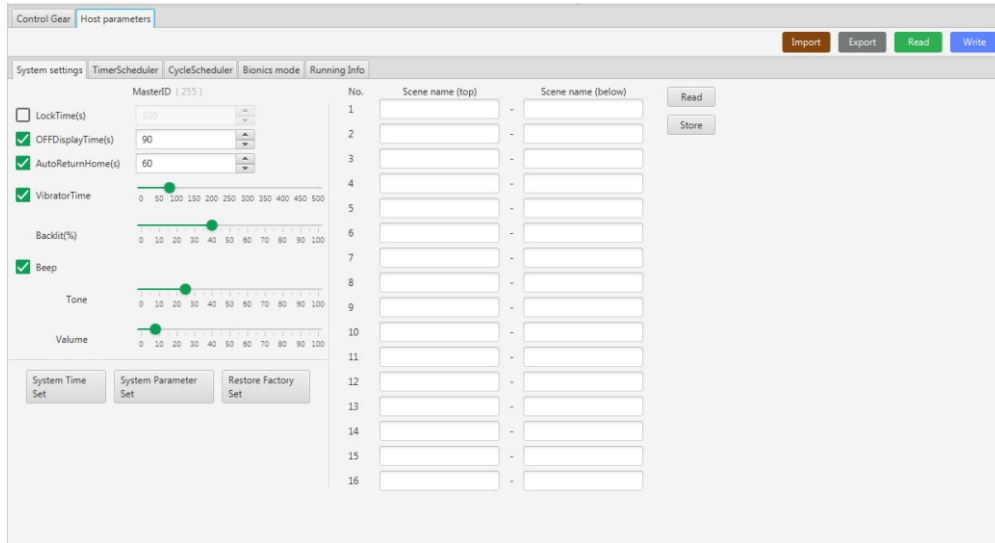 Control Gear Host parameters
Import Export Read Write
System settings TimerScheduler CycleScheduler Bionics mode Running Info
MasterID ( 255 )
LockTime(s) 100
OFFDisplayTime(s) 90
AutoReturnHome(s) 60
VibratorTime
0 50 100 150 200 250 300 350 400 450 500
Backlit(%)
0 10 20 30 40 50 60 70 80 90 100
Beep
Tone
0 10 20 30 40 50 60 70 80 90 100
Valume
0 10 20 30 40 50 60 70 80 90 100
System Time
Set
System Parameter
Set
Restore Factory
Set
No. Scene name (top) Scene name (below)
1 -
2 -
3 -
4 -
5 -
6 -
7 -
8 -
9 -
10 -
11 -
12 -
13 -
14 -
15 -
16 -
Read
Store